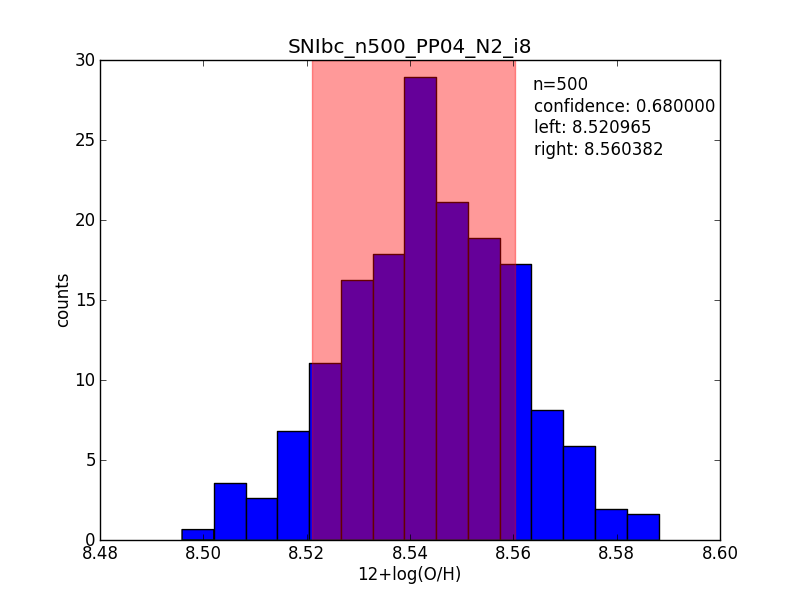 SNIbc_n500_PP04_N2_i8
30
n=500
confidence: 0.680000
left: 8.520965
right: 8.560382
25
20
15
10
5
0
counts
8.48 8.50 8.52 8.54 8.56 8.58 8.60
12+log(O/H)